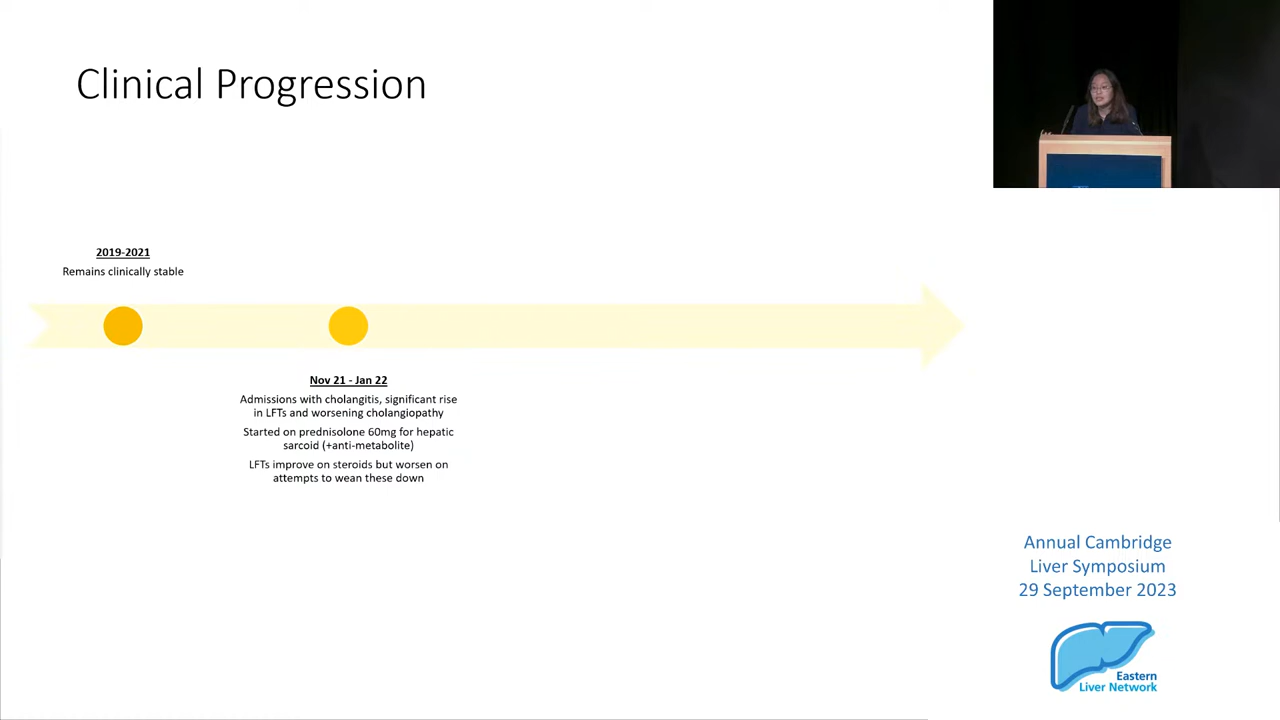 Clinical Progression
2019-2021
Remains clinically stable
Nov 21 - Jan 22
Admissions with cholangitis, significant rise
in LFTs and worsening cholangiopathy
Started on prednisolone 60mg for hepatic
sarcoid (+anti-metabolite)
LFTs improve on steroids but worsen on
attempts to wean these down
Annual Cambridge
Liver Symposium
29 September 2023
Eastern
Liver Network